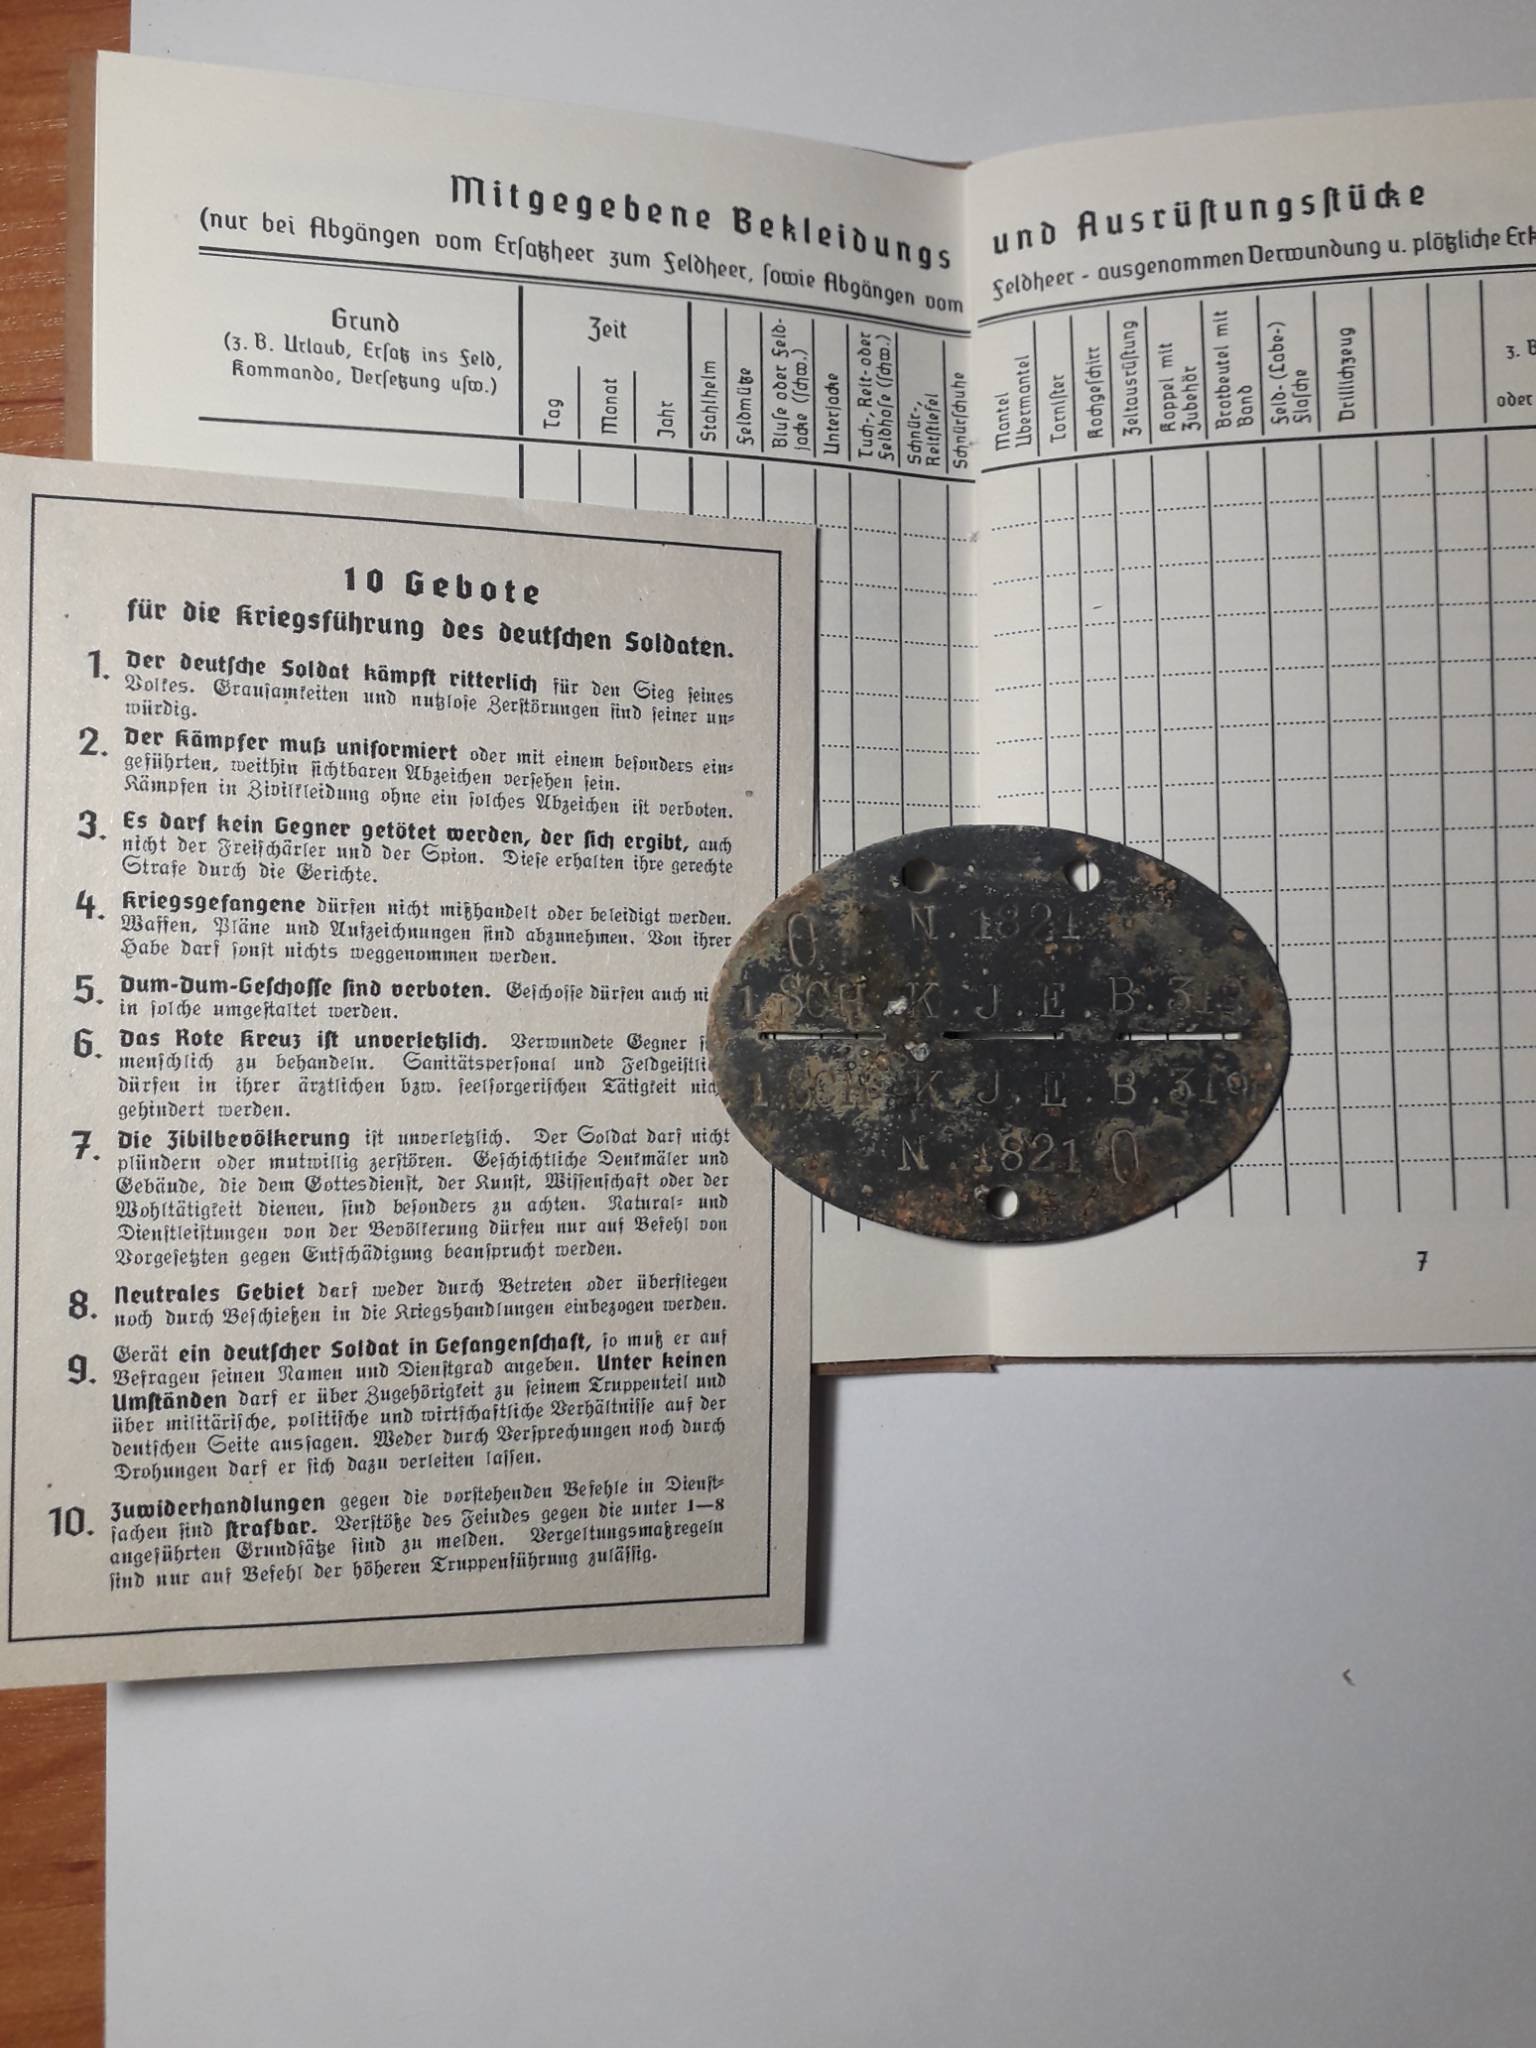 Mitgegebene Bekleidungs und Ausrüſtungsſtücke
(nur bei Abgängen vom Erſatzheer zum Feldheer, ſowie Abgängen vom Feldheer - ausgenommen Verwundung u. plötzliche
Grund
(z. B. Urlaub, Erſatz ins Feld,
Kommando, Verſetzung uſw.)
Zeit
Tag
Monat
Jahr
Stahlhelm
Feldmütze
Bluſe oder Feld-
jacke (ſchw.)
Unterjacke
Tuch-, Reit- oder
Feldhoſe (ſchw.)
Schnür-,
Reitſtiefel
Schnürſchuhe
Mantel
Übermantel
Torniſter
Kochgeſchirr
Zeltausrüſtung
Koppel mit
Zubehör
Brotbeutel mit
Band
Feld- (Labe-)
Flaſche
Drillichzeug
z. B
oder
10 Gebote
für die Kriegsführung des deutſchen Soldaten.
1. Der deutſche Soldat kämpft ritterlich für den Sieg ſeines
Volkes. Grauſamkeiten und nutzloſe Zerſtörungen ſind ſeiner un-
würdig.
2. Der Kämpfer muß uniformiert oder mit einem beſonders ein-
geführten, weithin ſichtbaren Abzeichen verſehen ſein.
Kämpfen in Zivilkleidung ohne ein ſolches Abzeichen iſt verboten.
3. Es darf kein Gegner getötet werden, der ſich ergibt, auch
nicht der Freiſchärler und der Spion. Dieſe erhalten ihre gerechte
Strafe durch die Gerichte.
4. Kriegsgefangene dürfen nicht mißhandelt oder beleidigt werden.
Waffen, Pläne und Aufzeichnungen ſind abzunehmen. Von ihrer
Habe darf ſonſt nichts weggenommen werden.
5. Dum-Dum-Geſchoſſe ſind verboten. Geſchoſſe dürfen auch ni
in ſolche umgeſtaltet werden.
6. Das Rote Kreuz iſt unverletzlich. Verwundete Gegner ſ
menſchlich zu behandeln. Sanitätsperſonal und Feldgeiſtli
dürfen in ihrer ärztlichen bzw. ſeelſorgeriſchen Tätigkeit nic
gehindert werden.
7. Die Zibilbevölkerung iſt unverletzlich. Der Soldat darf nicht
plündern oder mutwillig zerſtören. Geſchichtliche Denkmäler und
Gebäude, die dem Gottesdienſt, der Kunſt, Wiſſenſchaft oder der
Wohltätigkeit dienen, ſind beſonders zu achten. Natural- und
Dienſtleiſtungen von der Bevölkerung dürfen nur auf Befehl von
Vorgeſetzten gegen Entſchädigung beanſprucht werden.
8. Neutrales Gebiet darf weder durch Betreten oder überfliegen
noch durch Beſchießen in die Kriegshandlungen einbezogen werden.
9. Gerät ein deutſcher Soldat in Gefangenſchaft, ſo muß er auf
Befragen ſeinen Namen und Dienſtgrad angeben. Unter keinen
Umſtänden darf er über Zugehörigkeit zu ſeinem Truppenteil und
über militäriſche, politiſche und wirtſchaftliche Verhältniſſe auf der
deutſchen Seite ausſagen. Weder durch Verſprechungen noch durch
Drohungen darf er ſich dazu verleiten laſſen.
10. Zuwiderhandlungen gegen die vorſtehenden Befehle in Dienſt-
ſachen ſind ſtrafbar. Verſtöße des Feindes gegen die unter 1—8
angeführten Grundſätze ſind zu melden. Vergeltungsmaßregeln
ſind nur auf Befehl der höheren Truppenführung zuläſſig.
O N. 1821
1. SCH. K. J. E. B. 319
1. SCH. K. J. E. B. 319
N. 1821 O
7